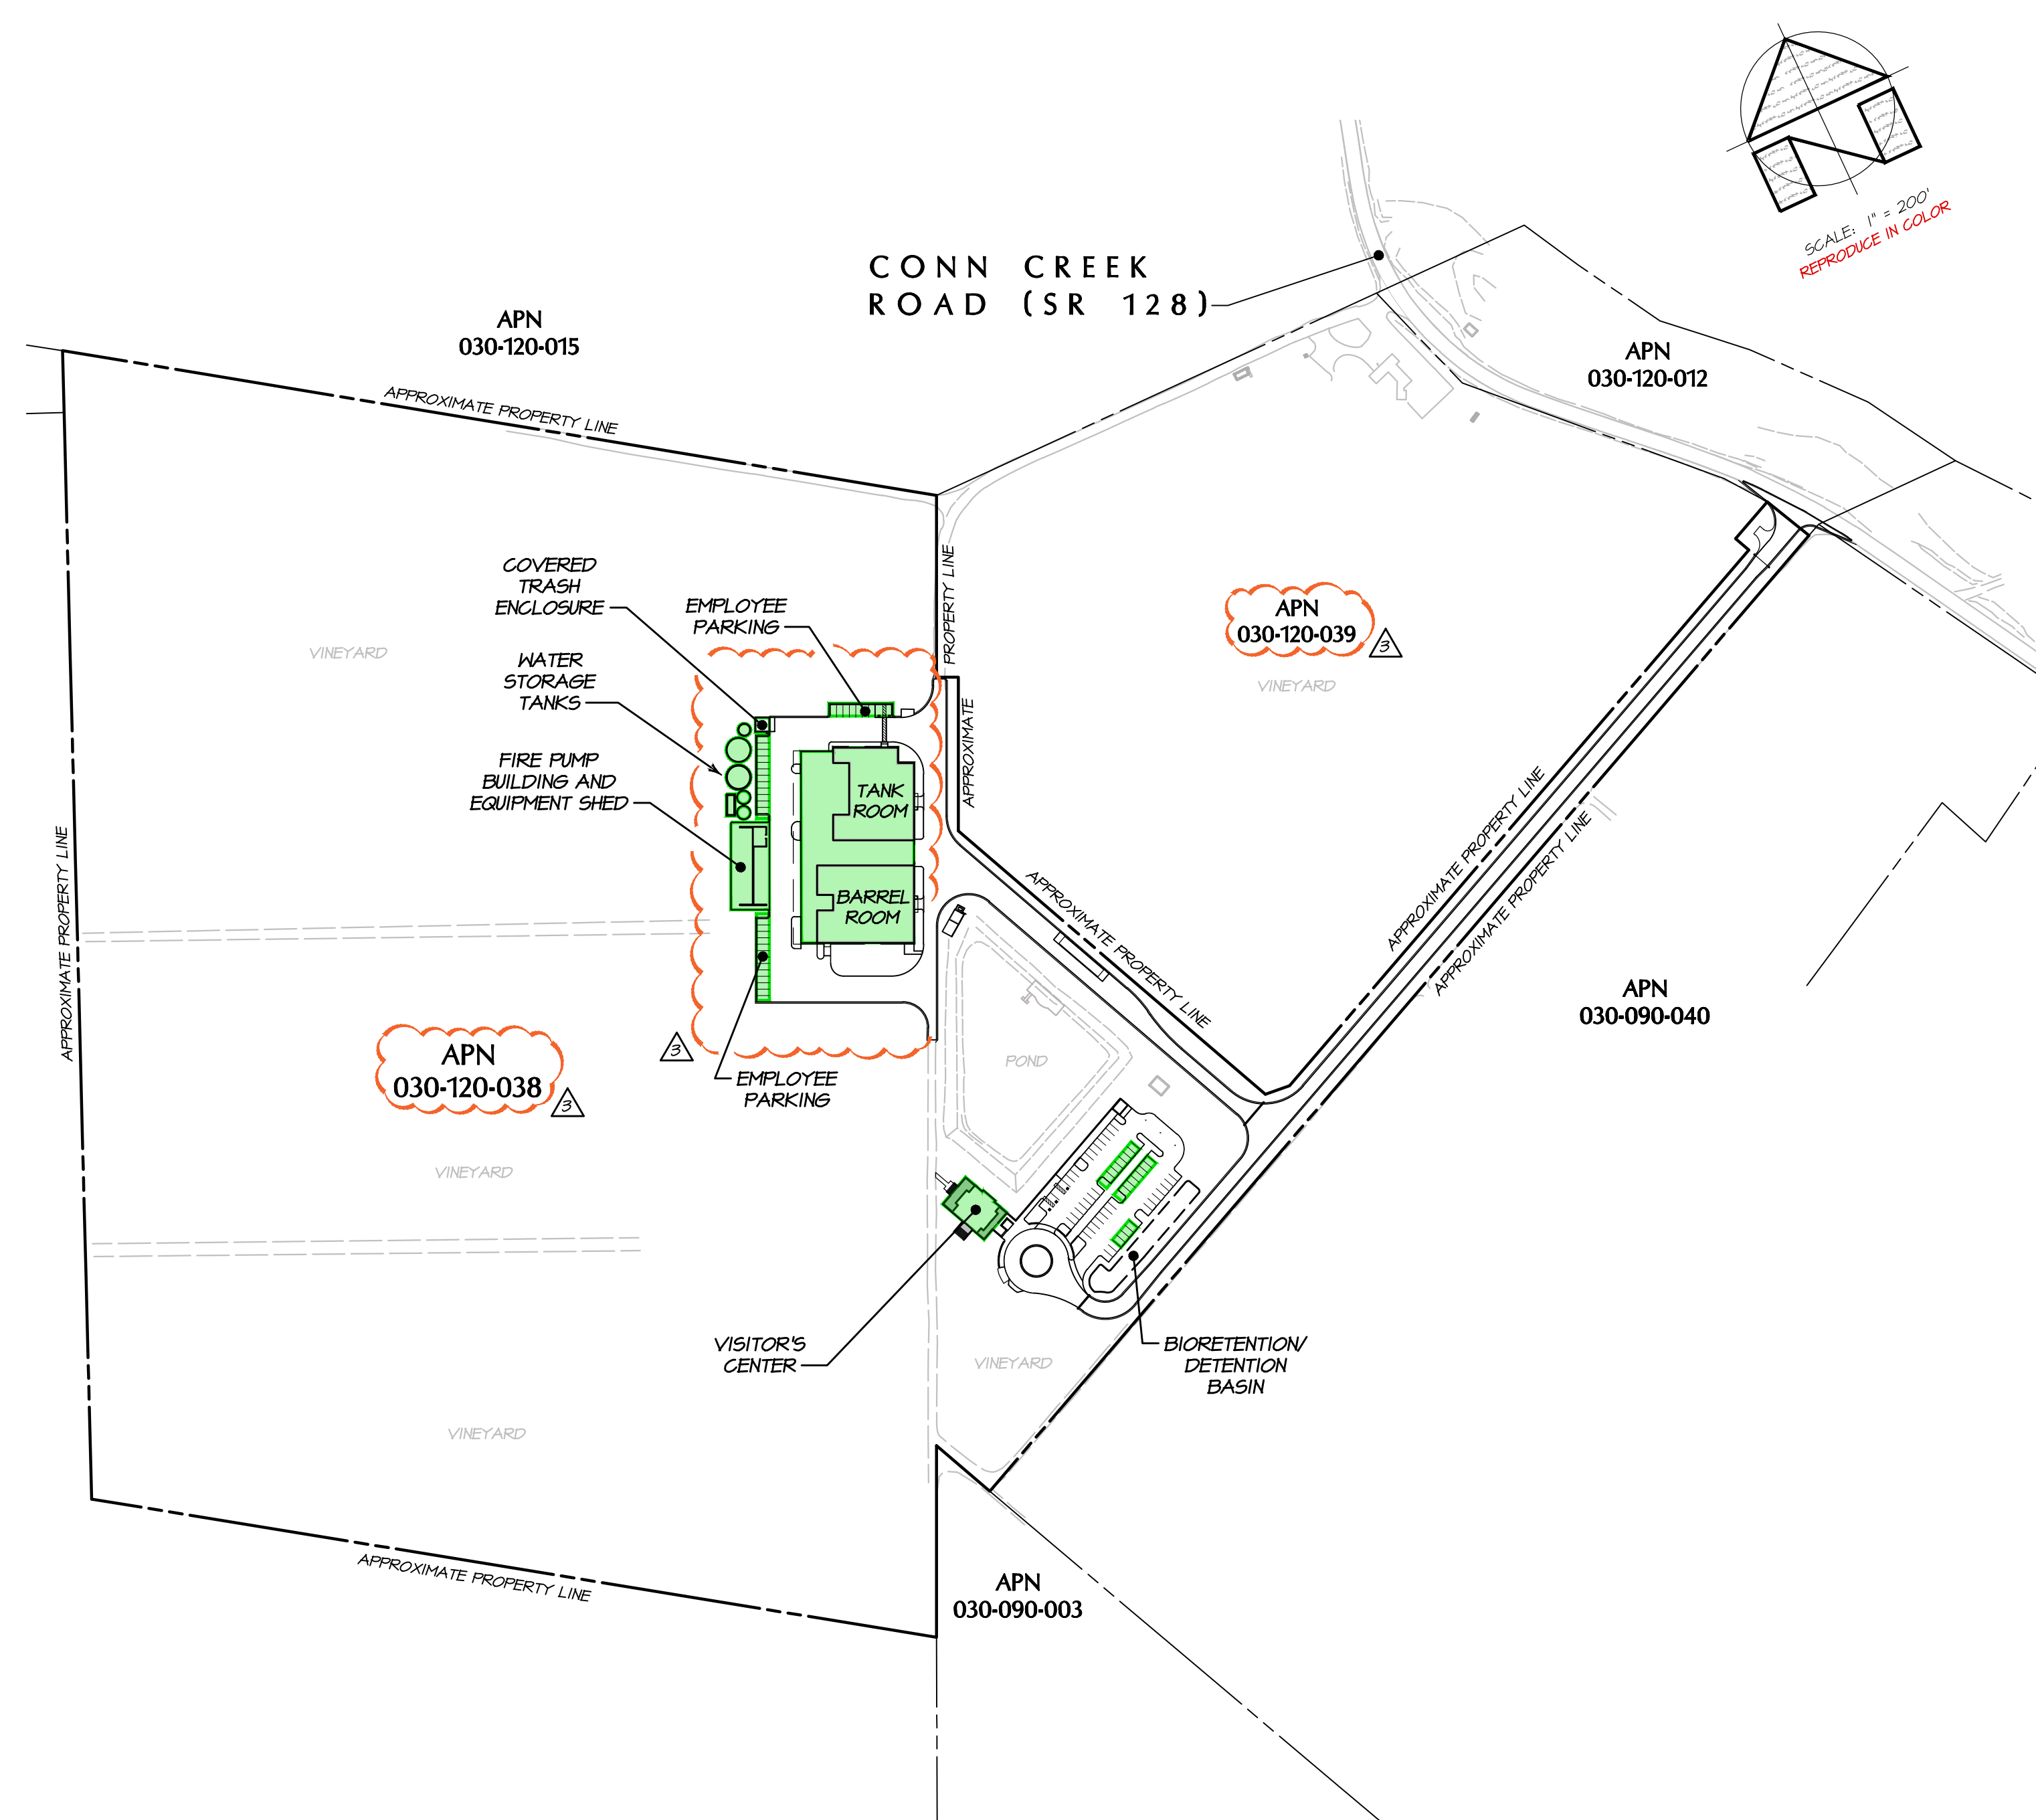 SCALE: 1" = 200'
REPRODUCE IN COLOR
CONN CREEK
ROAD (SR 128)
APN
030-120-015
APPROXIMATE PROPERTY LINE
APN
030-120-012
COVERED
TRASH
ENCLOSURE
EMPLOYEE
PARKING
PROPERTY LINE
APPROXIMATE
APN
030-120-039
3
VINEYARD
VINEYARD
WATER
STORAGE
TANKS
FIRE PUMP
BUILDING AND
EQUIPMENT SHED
TANK
ROOM
BARREL
ROOM
APPROXIMATE PROPERTY LINE
APPROXIMATE PROPERTY LINE
APPROXIMATE PROPERTY LINE
APPROXIMATE PROPERTY LINE
APN
030-090-040
APN
030-120-038
3
3
EMPLOYEE
PARKING
POND
VINEYARD
VISITOR'S
CENTER
VINEYARD
BIORETENTION/
DETENTION
BASIN
VINEYARD
APPROXIMATE PROPERTY LINE
APN
030-090-003